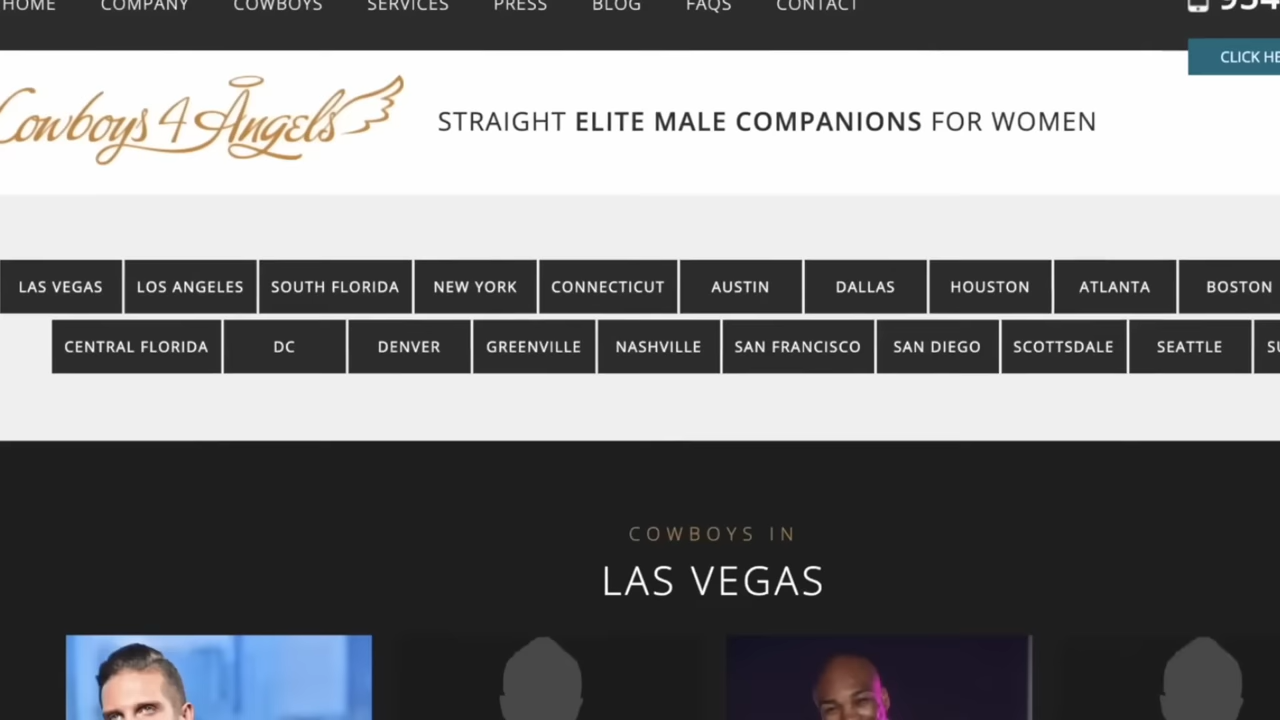 HOME COMPANY COWBOYS SERVICES PRESS BLOG FAQS CONTACT
CLICK
Cowboys 4 Angels
STRAIGHT ELITE MALE COMPANIONS FOR WOMEN
LAS VEGAS LOS ANGELES SOUTH FLORIDA NEW YORK CONNECTICUT AUSTIN DALLAS HOUSTON ATLANTA BOSTON
CENTRAL FLORIDA DC DENVER GREENVILLE NASHVILLE SAN FRANCISCO SAN DIEGO SCOTTSDALE SEATTLE
COWBOYS IN
LAS VEGAS